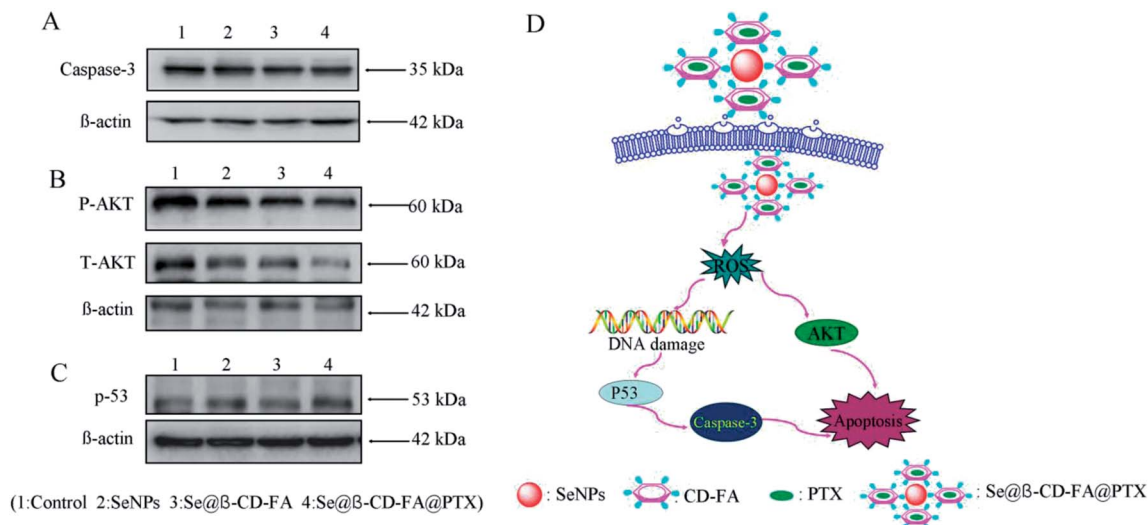 A
1 2 3 4
Caspase-3 35 kDa
ß-actin 42 kDa
B
1 2 3 4
P-AKT 60 kDa
T-AKT 60 kDa
ß-actin 42 kDa
C
1 2 3 4
p-53 53 kDa
ß-actin 42 kDa
(1:Control 2:SeNPs 3:Se@ß-CD-FA 4:Se@ß-CD-FA@PTX)
D
ROS
DNA damage
AKT
P53
Caspase-3
Apoptosis
: SeNPs : CD-FA : PTX : Se@ß-CD-FA@PTX